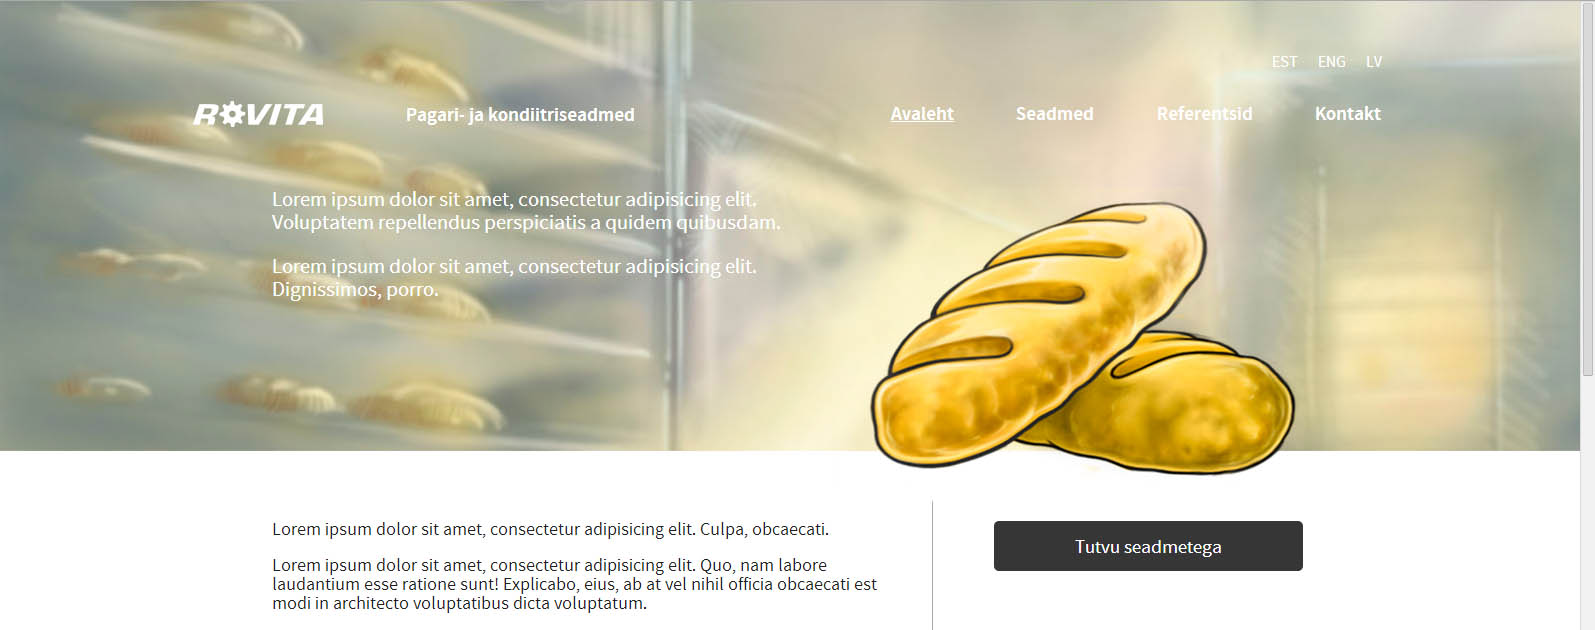 EST ENG LV
ROVITA Pagari- ja kondiitriseadmed Avaleht Seadmed Referentsid Kontakt
Lorem ipsum dolor sit amet, consectetur adipisicing elit.
Voluptatem repellendus perspiciatis a quidem quibusdam.
Lorem ipsum dolor sit amet, consectetur adipisicing elit.
Dignissimos, porro.
Lorem ipsum dolor sit amet, consectetur adipisicing elit. Culpa, obcaecati.
Lorem ipsum dolor sit amet, consectetur adipisicing elit. Quo, nam labore
laudantium esse ratione sunt! Explicabo, eius, ab at vel nihil officia obcaecati est
modi in architecto voluptatibus dicta voluptatum.
Tutvu seadmetega